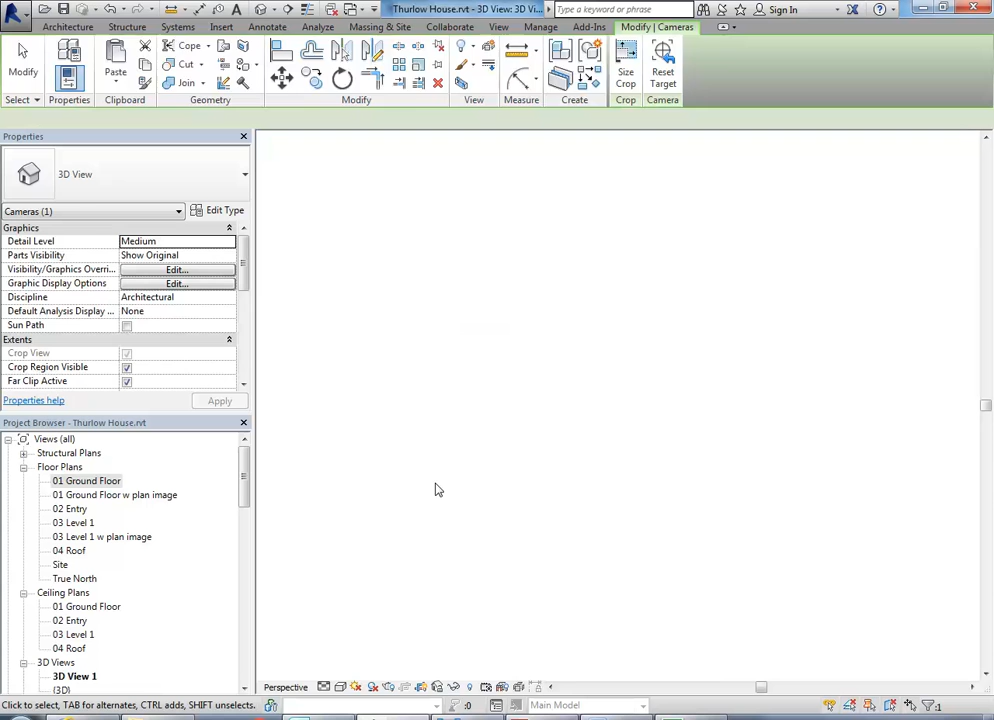 Thurlow House.rvt - 3D View: 3D Vi...
Type a keyword or phrase
Sign In
Architecture Structure Systems Insert Annotate Analyze Massing & Site Collaborate View Manage Add-Ins Modify | Cameras
Modify
Properties
Paste
Cope
Cut
Join
Size Crop
Reset Target
Select Properties Clipboard Geometry Modify View Measure Create Crop Camera
Properties
3D View
Cameras (1) Edit Type
Graphics
Detail Level Medium
Parts Visibility Show Original
Visibility/Graphics Overri... Edit...
Graphic Display Options Edit...
Discipline Architectural
Default Analysis Display ... None
Sun Path
Extents
Crop View
Crop Region Visible
Far Clip Active
Properties help Apply
Project Browser - Thurlow House.rvt
Views (all)
Structural Plans
Floor Plans
01 Ground Floor
01 Ground Floor w plan image
02 Entry
03 Level 1
03 Level 1 w plan image
04 Roof
Site
True North
Ceiling Plans
01 Ground Floor
02 Entry
03 Level 1
04 Roof
3D Views
3D View 1
{3D}
Perspective
Click to select, TAB for alternates, CTRL adds, SHIFT unselects. :0 Main Model :1